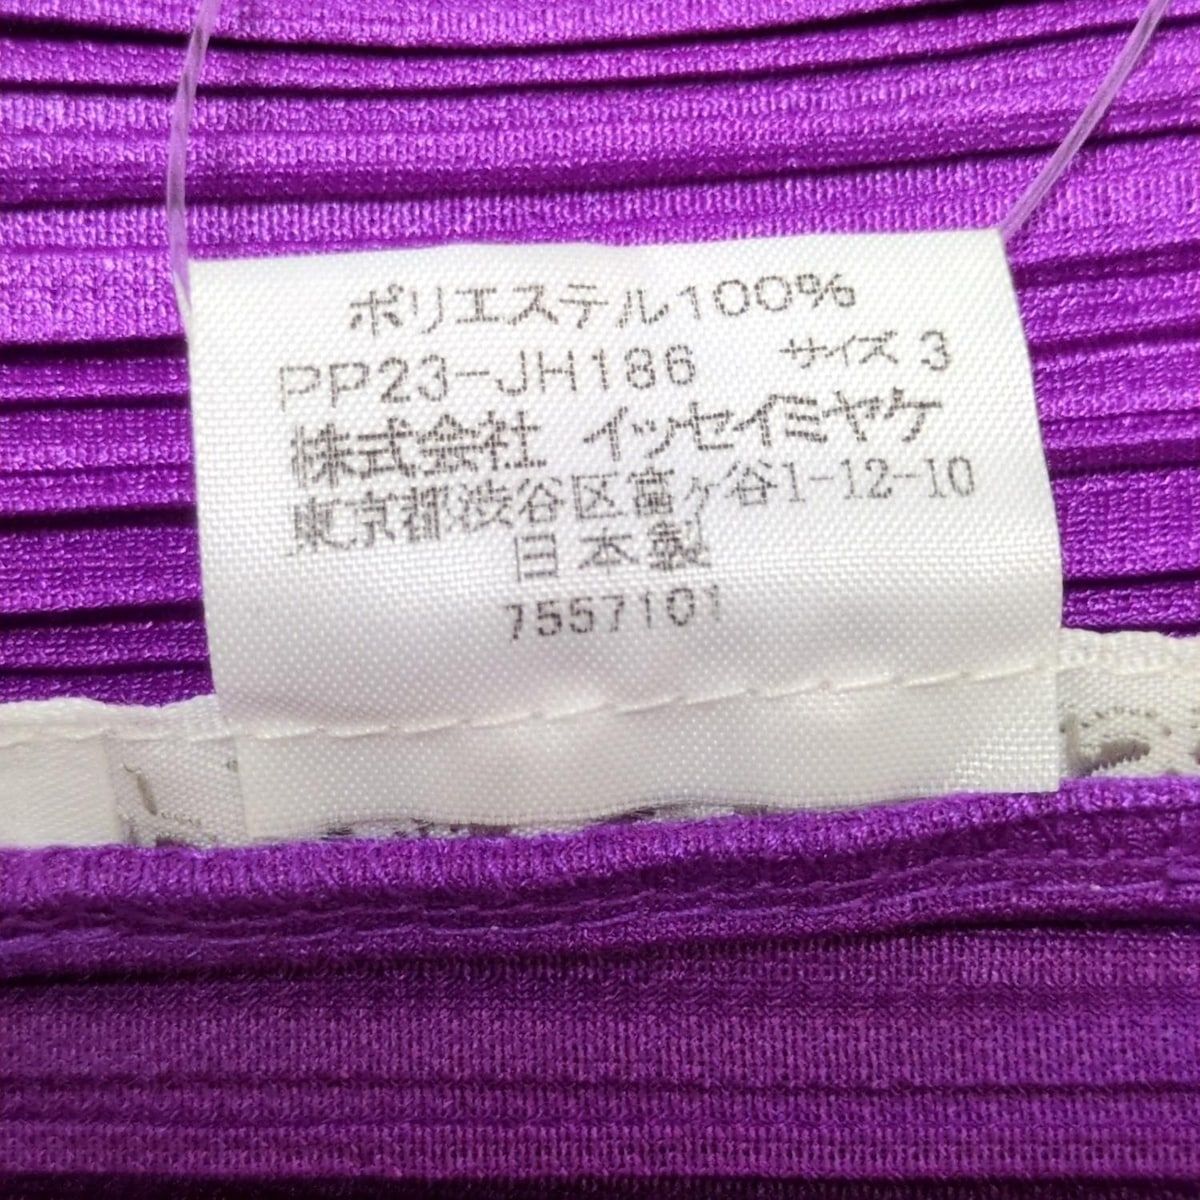 ポリエステル100%
PP23-JH186 サイズ 3
株式会社 イッセイミヤケ
東京都渋谷区富ヶ谷1-12-10
日本製
7557101